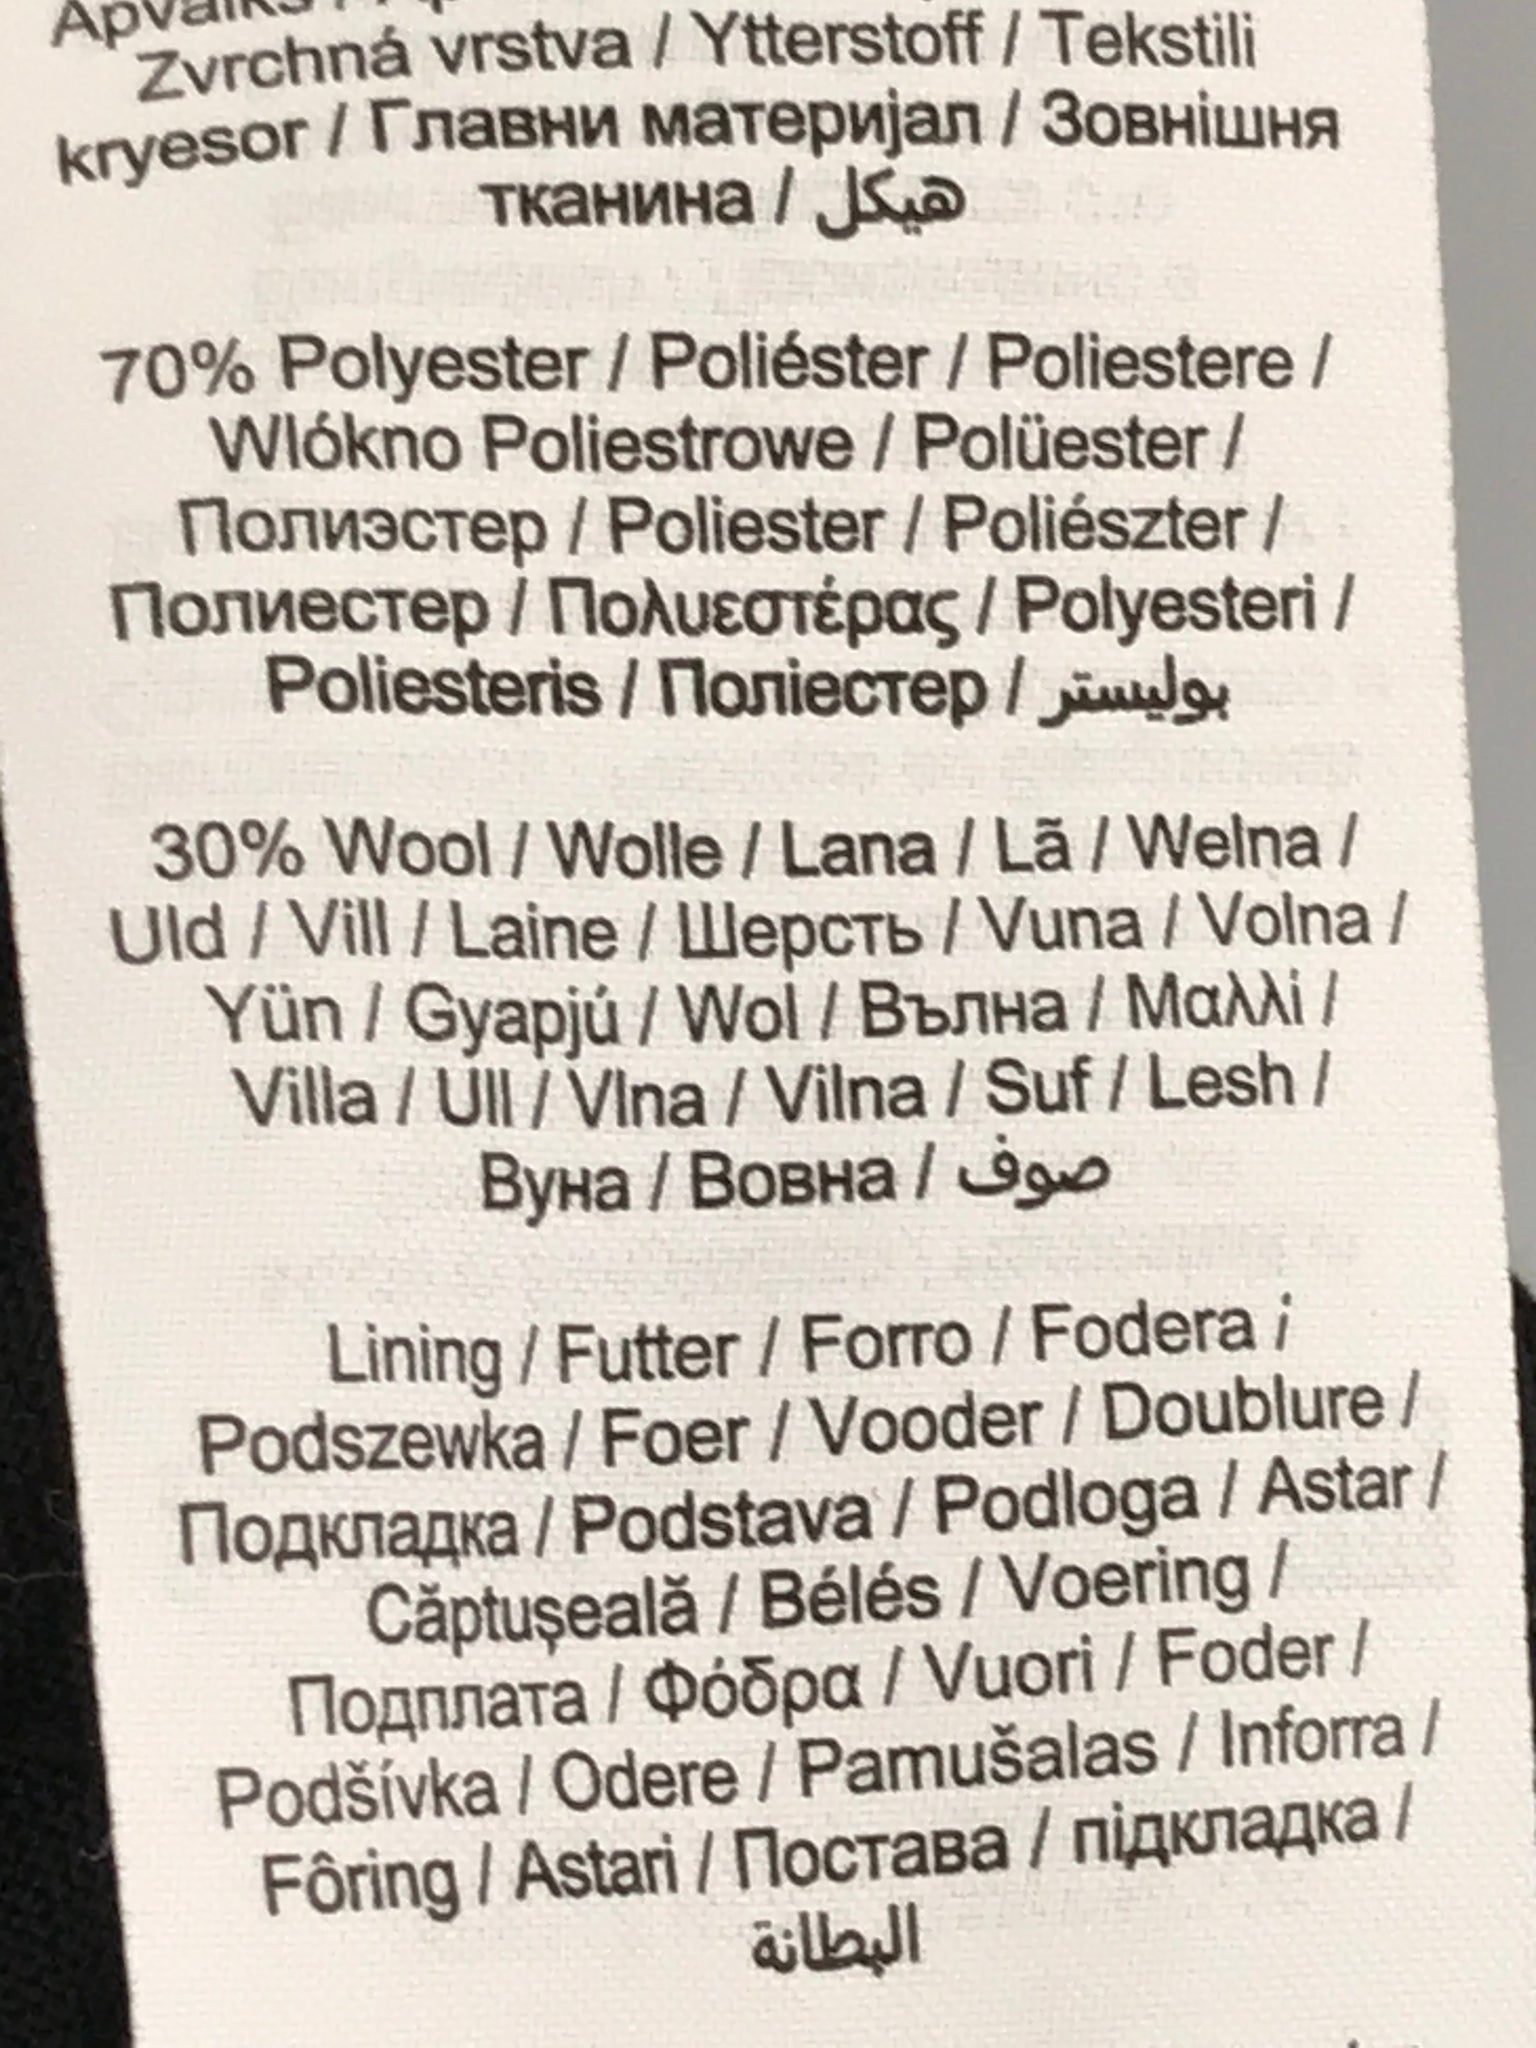 Apvalks /
Zvrchná vrstva / Ytterstoff / Tekstili
kryesor / Главни материјал / Зовнішня
тканина / هيكل
70% Polyester / Poliéster / Poliestere /
Wlókno Poliestrowe / Polüester /
Полиэстер / Poliester / Poliészter /
Полиестер / Πολυεστέρας / Polyesteri /
Poliesteris / Поліестер / بوليستر
30% Wool / Wolle / Lana / Lã / Welna /
Uld / Vill / Laine / Шерсть / Vuna / Volna /
Yün / Gyapjú / Wol / Вълна / Μαλλi /
Villa / Ull / Vlna / Vilna / Suf / Lesh /
Вуна / Вовна / صوف
Lining / Futter / Forro / Fodera i
Podszewka / Foer / Vooder / Doublure /
Подкладка / Podstava / Podloga / Astar /
Căptușeală / Bélés / Voering /
Подплата / Φόδρα / Vuori / Foder /
Podšívka / Odere / Pamušalas / Inforra /
Fôring / Astari / Постава / підкладка /
البطانة